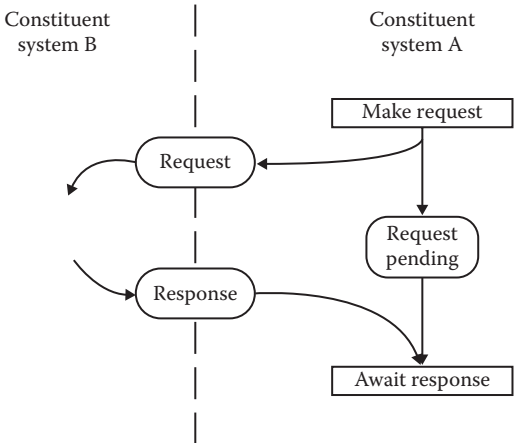 Constituent
system B
Constituent
system A
Make request
Request
Request
pending
Response
Await response